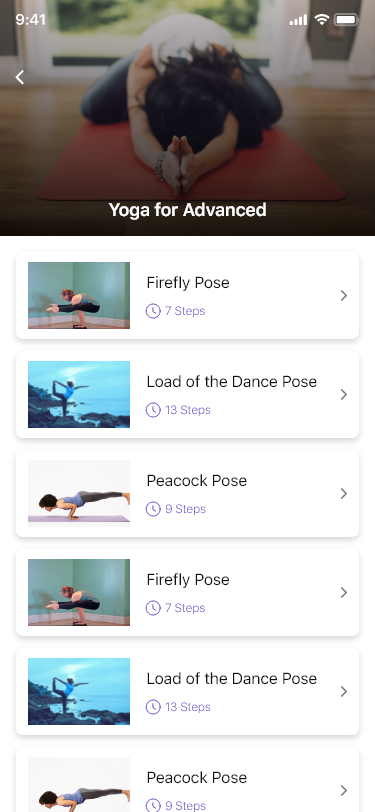 9:41
Yoga for Advanced
Firefly Pose
7 Steps
Load of the Dance Pose
13 Steps
Peacock Pose
9 Steps
Firefly Pose
7 Steps
Load of the Dance Pose
13 Steps
Peacock Pose
9 Steps